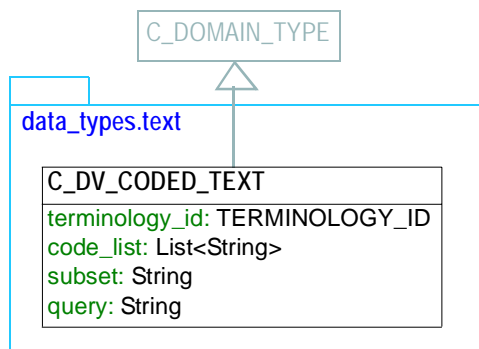 C_DOMAIN_TYPE
data_types.text
C_DV_CODED_TEXT
terminology_id: TERMINOLOGY_ID
code_list: List<String>
subset: String
query: String